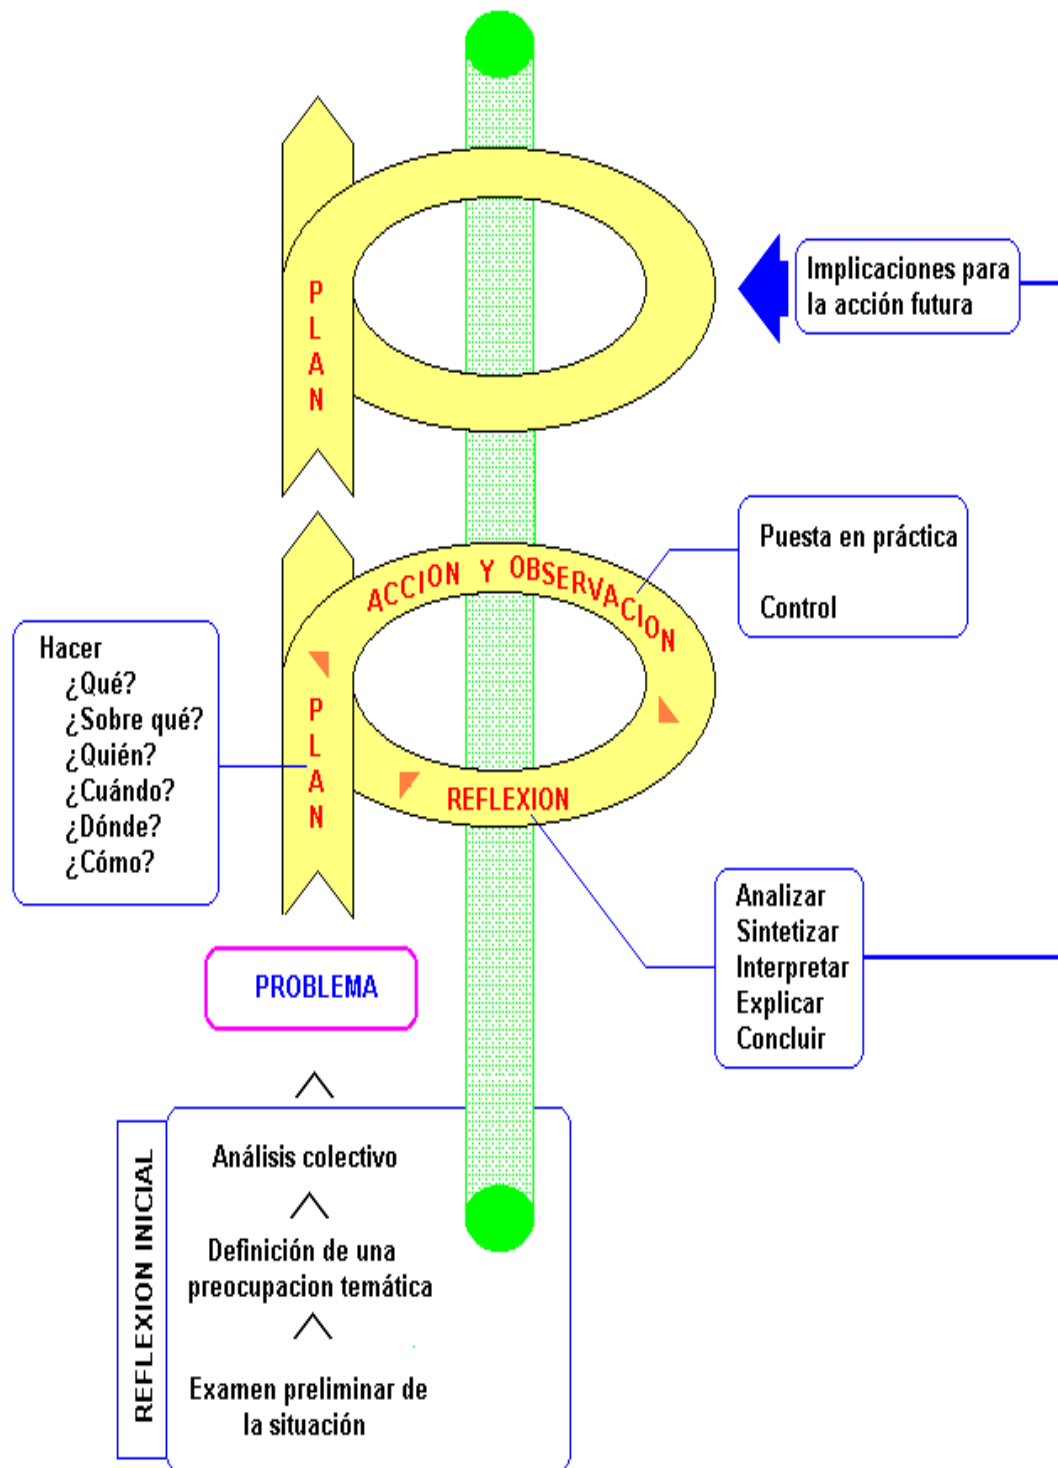 PLAN
Implicaciones para
la acción futura
ACCION Y OBSERVACION
Puesta en práctica
Control
Hacer
¿Qué?
¿Sobre qué?
¿Quién?
¿Cuándo?
¿Dónde?
¿Cómo?
PLAN
REFLEXION
Analizar
Sintetizar
Interpretar
Explicar
Concluir
PROBLEMA
REFLEXION INICIAL
Análisis colectivo
Definición de una
preocupacion temática
Examen preliminar de
la situación